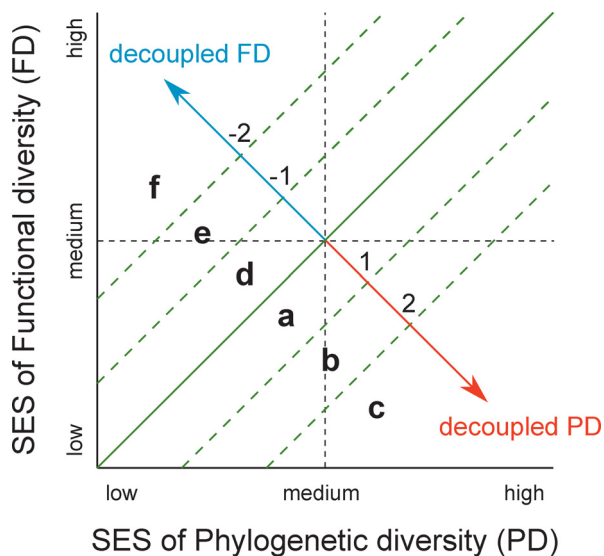 SES of Functional diversity (FD)
high
medium
low
decoupled FD
-2
-1
f
e
d
a
b
c
1
2
decoupled PD
low
medium
high
SES of Phylogenetic diversity (PD)